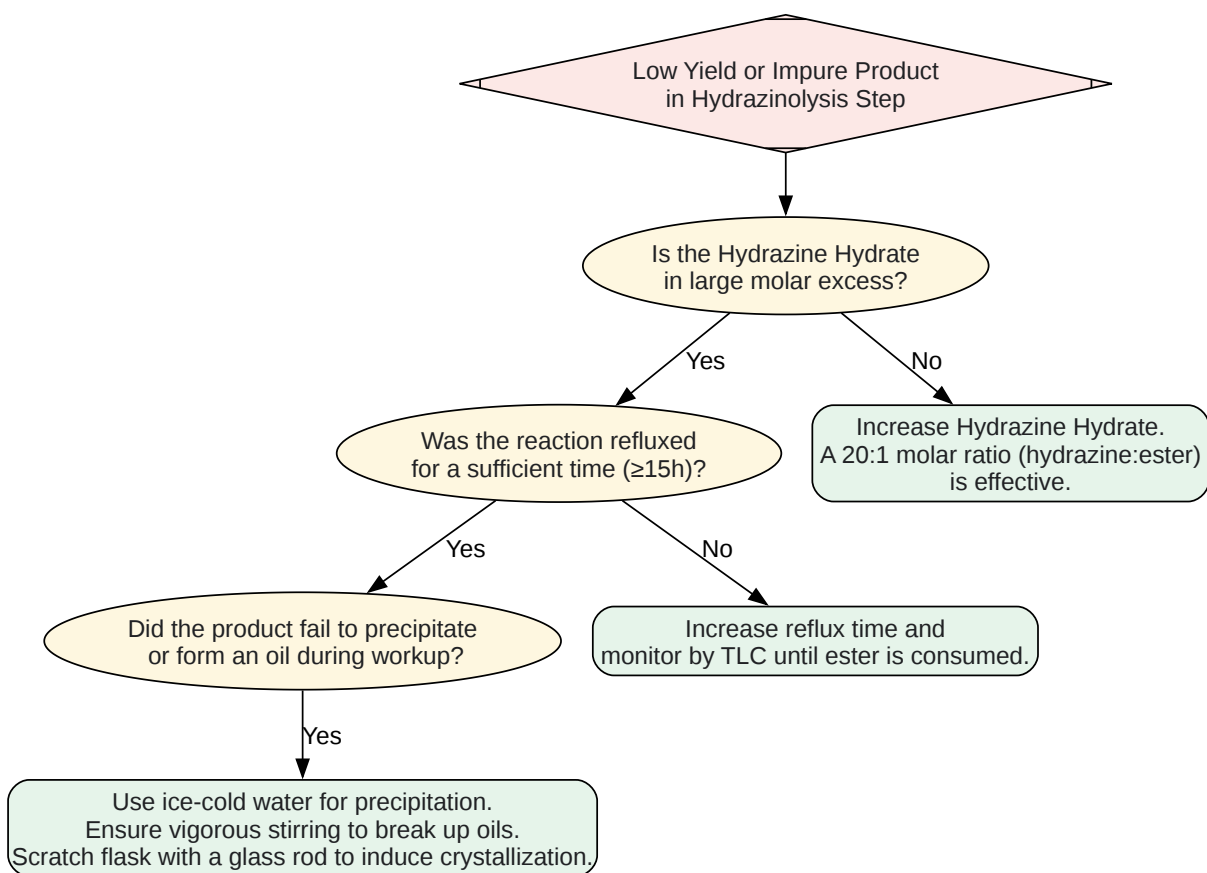 Low Yield or Impure Product
in Hydrazinolysis Step
Is the Hydrazine Hydrate
in large molar excess?
Yes
No
Was the reaction refluxed
for a sufficient time (≥15h)?
Increase Hydrazine Hydrate.
A 20:1 molar ratio (hydrazine:ester)
is effective.
Yes
No
Did the product fail to precipitate
or form an oil during workup?
Increase reflux time and
monitor by TLC until ester is consumed.
Yes
Use ice-cold water for precipitation.
Ensure vigorous stirring to break up oils.
Scratch flask with a glass rod to induce crystallization.